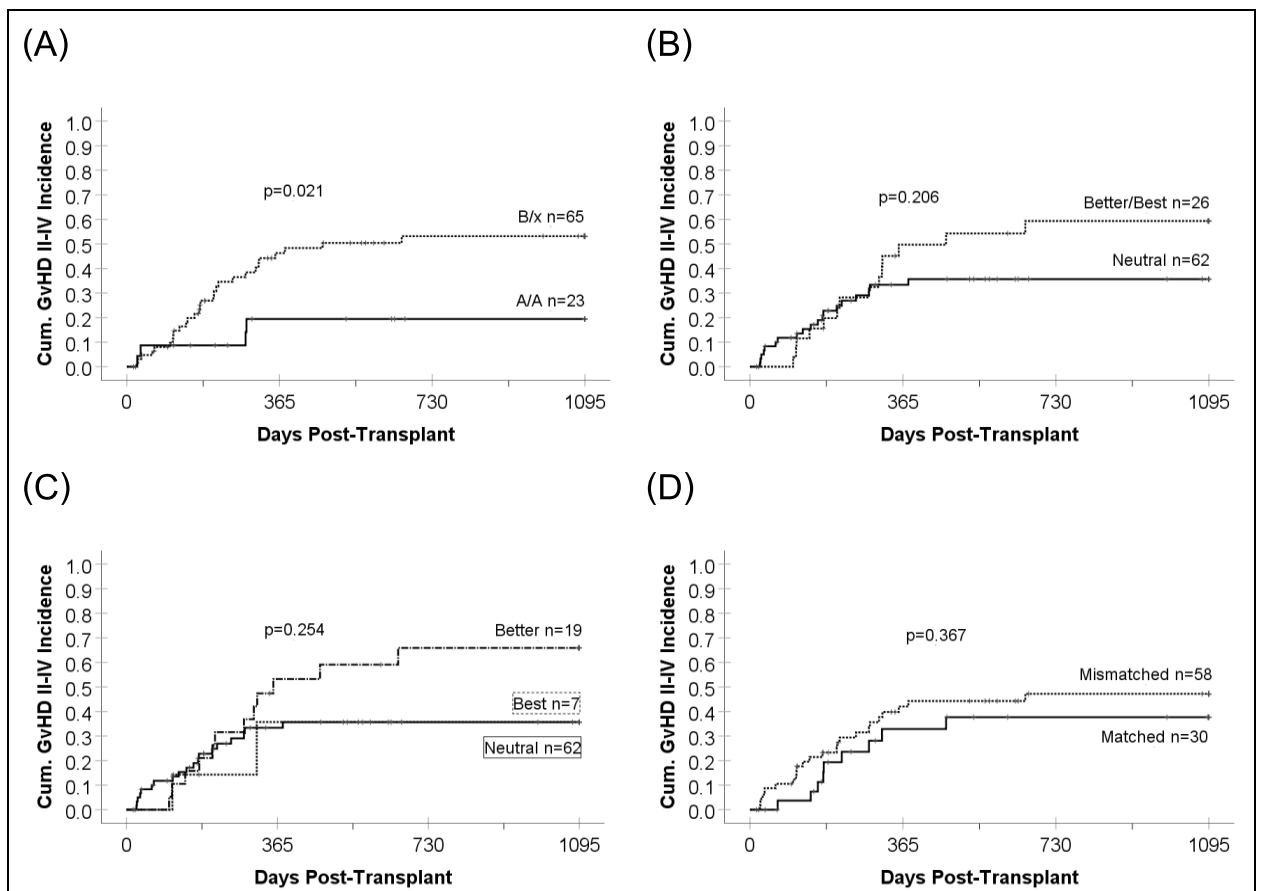 (A)
Cum. GvHD II-IV Incidence
1.0
0.9
0.8
0.7
0.6
0.5
0.4
0.3
0.2
0.1
0.0
p=0.021
B/x n=65
A/A n=23
0 365 730 1095
Days Post-Transplant
(B)
Cum. GvHD II-IV Incidence
1.0
0.9
0.8
0.7
0.6
0.5
0.4
0.3
0.2
0.1
0.0
p=0.206
Better/Best n=26
Neutral n=62
0 365 730 1095
Days Post-Transplant
(C)
Cum. GvHD II-IV Incidence
1.0
0.9
0.8
0.7
0.6
0.5
0.4
0.3
0.2
0.1
0.0
p=0.254
Better n=19
Best n=7
Neutral n=62
0 365 730 1095
Days Post-Transplant
(D)
Cum. GvHD II-IV Incidence
1.0
0.9
0.8
0.7
0.6
0.5
0.4
0.3
0.2
0.1
0.0
p=0.367
Mismatched n=58
Matched n=30
0 365 730 1095
Days Post-Transplant